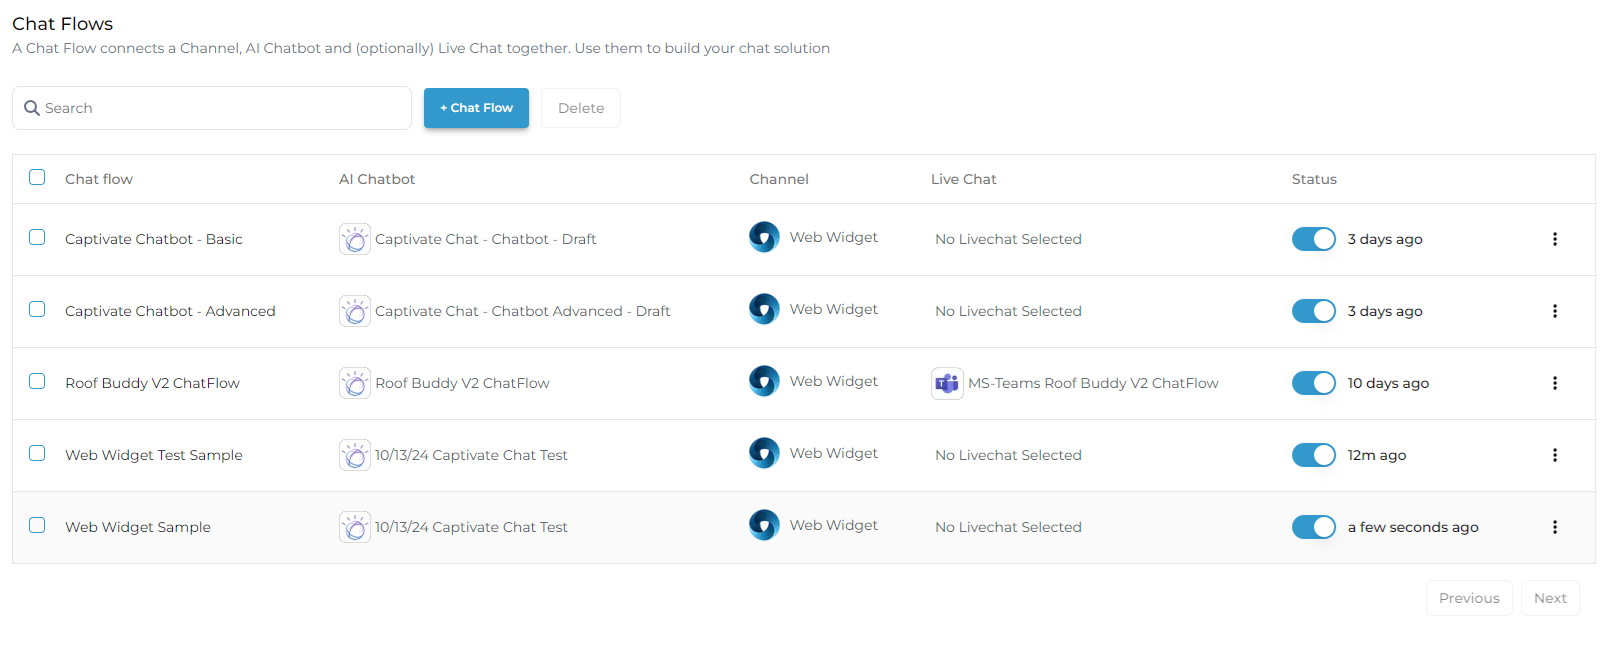 Chat Flows
A Chat Flow connects a Channel, AI Chatbot and (optionally) Live Chat together. Use them to build your chat solution
Search
+ Chat Flow
Delete
Chat flow AI Chatbot Channel Live Chat Status
Captivate Chatbot - Basic Captivate Chat - Chatbot - Draft Web Widget No Livechat Selected 3 days ago
Captivate Chatbot - Advanced Captivate Chat - Chatbot Advanced - Draft Web Widget No Livechat Selected 3 days ago
Roof Buddy V2 ChatFlow Roof Buddy V2 ChatFlow Web Widget MS-Teams Roof Buddy V2 ChatFlow 10 days ago
Web Widget Test Sample 10/13/24 Captivate Chat Test Web Widget No Livechat Selected 12m ago
Web Widget Sample 10/13/24 Captivate Chat Test Web Widget No Livechat Selected a few seconds ago
Previous Next